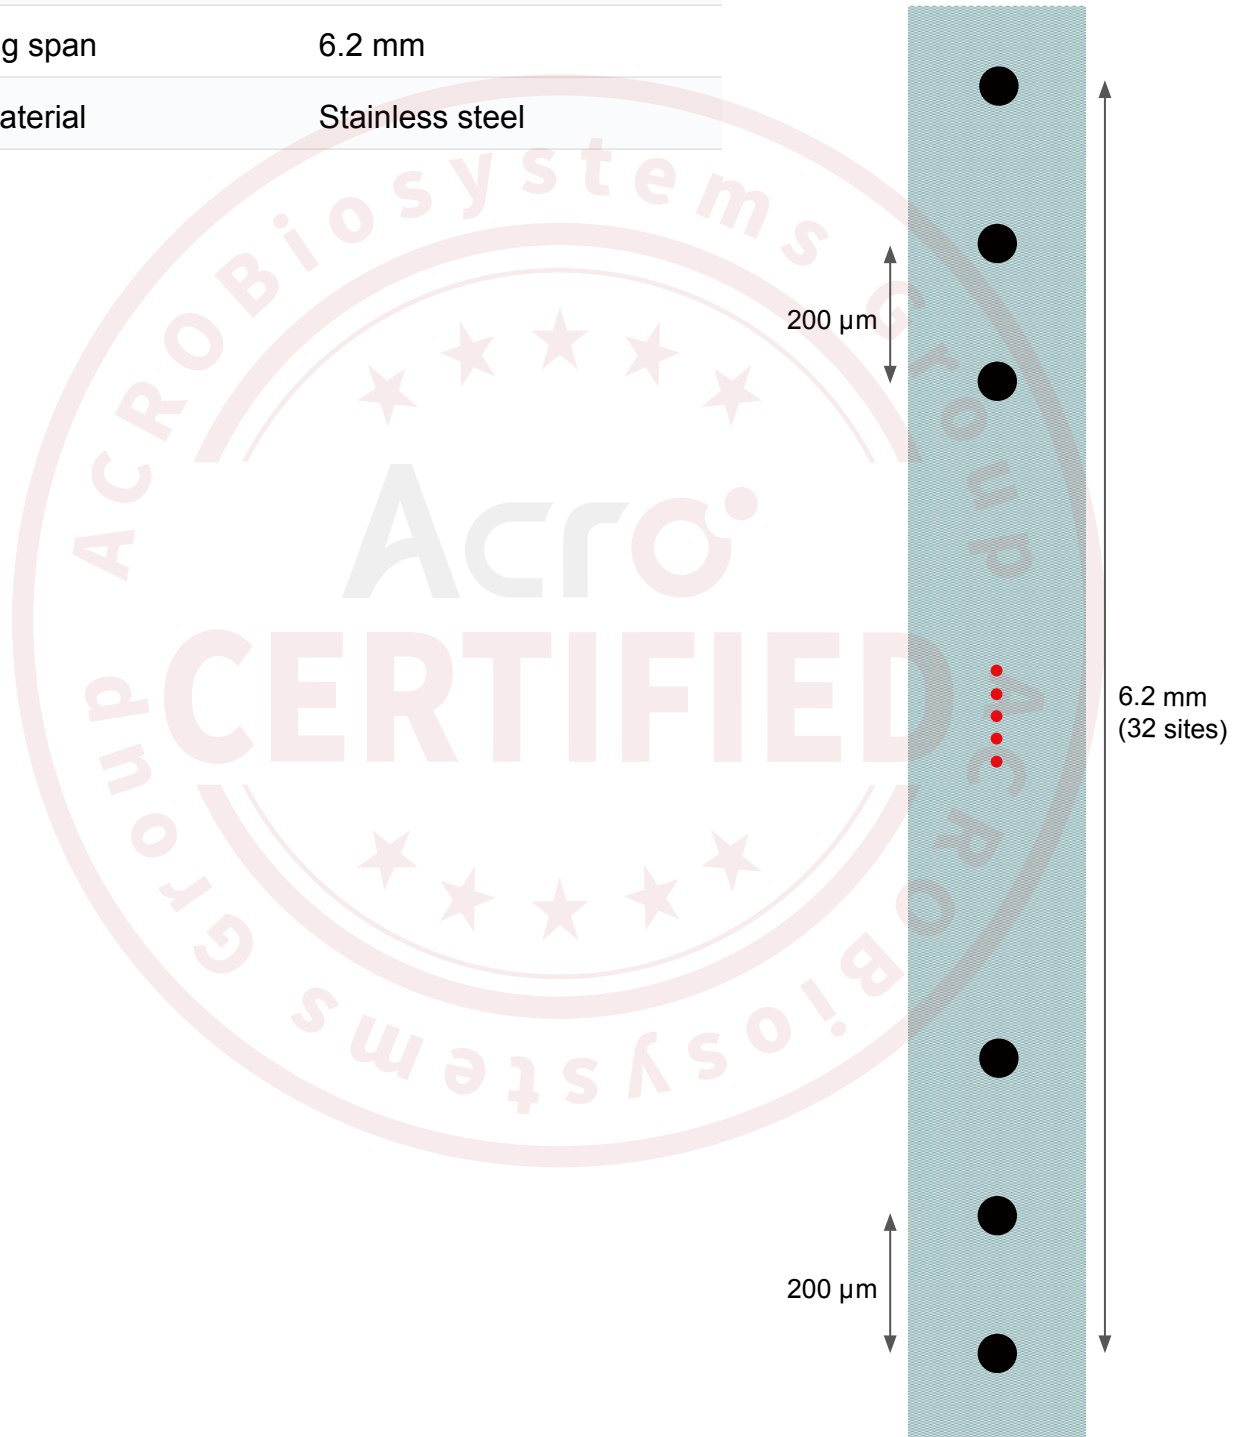 g span 6.2 mm
aterial Stainless steel
200 µm
6.2 mm
(32 sites)
200 µm
ACROBiosystems Group
Acro
CERTIFIED
ACROBiosystems Group